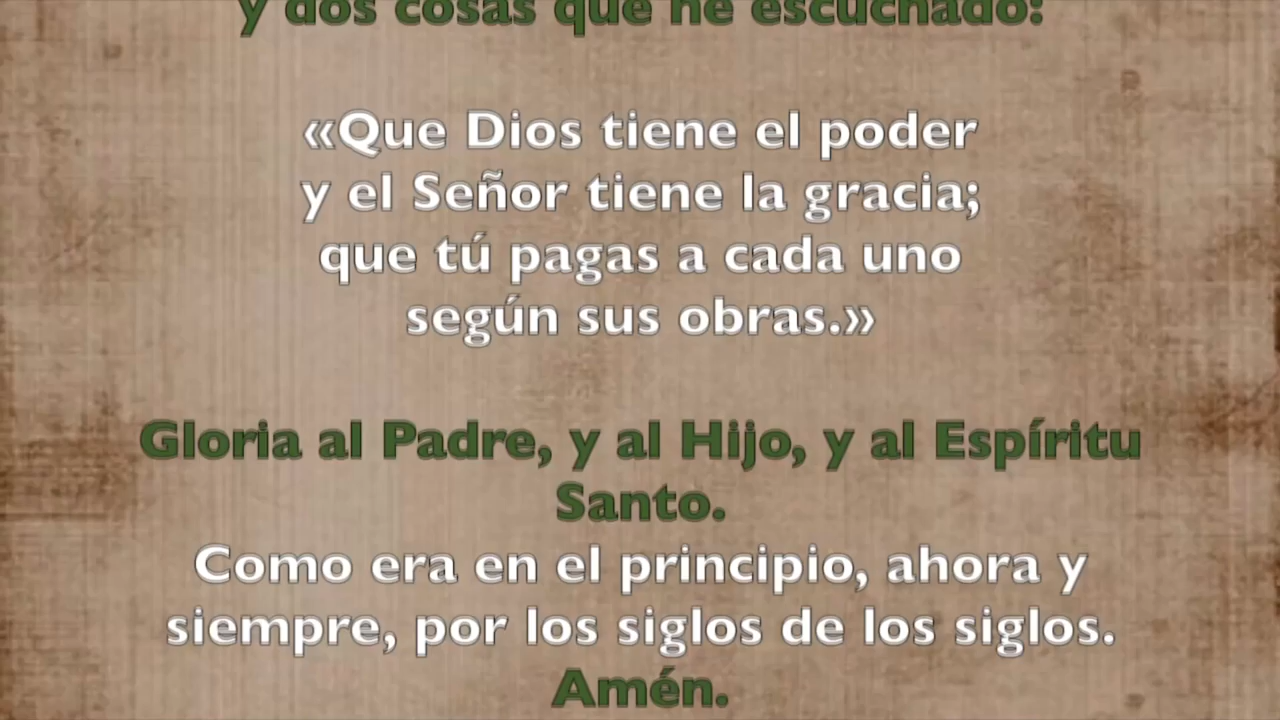 y dos cosas que he escuchado:
«Que Dios tiene el poder
y el Señor tiene la gracia;
que tú pagas a cada uno
según sus obras.»
Gloria al Padre, y al Hijo, y al Espíritu
Santo.
Como era en el principio, ahora y
siempre, por los siglos de los siglos.
Amén.